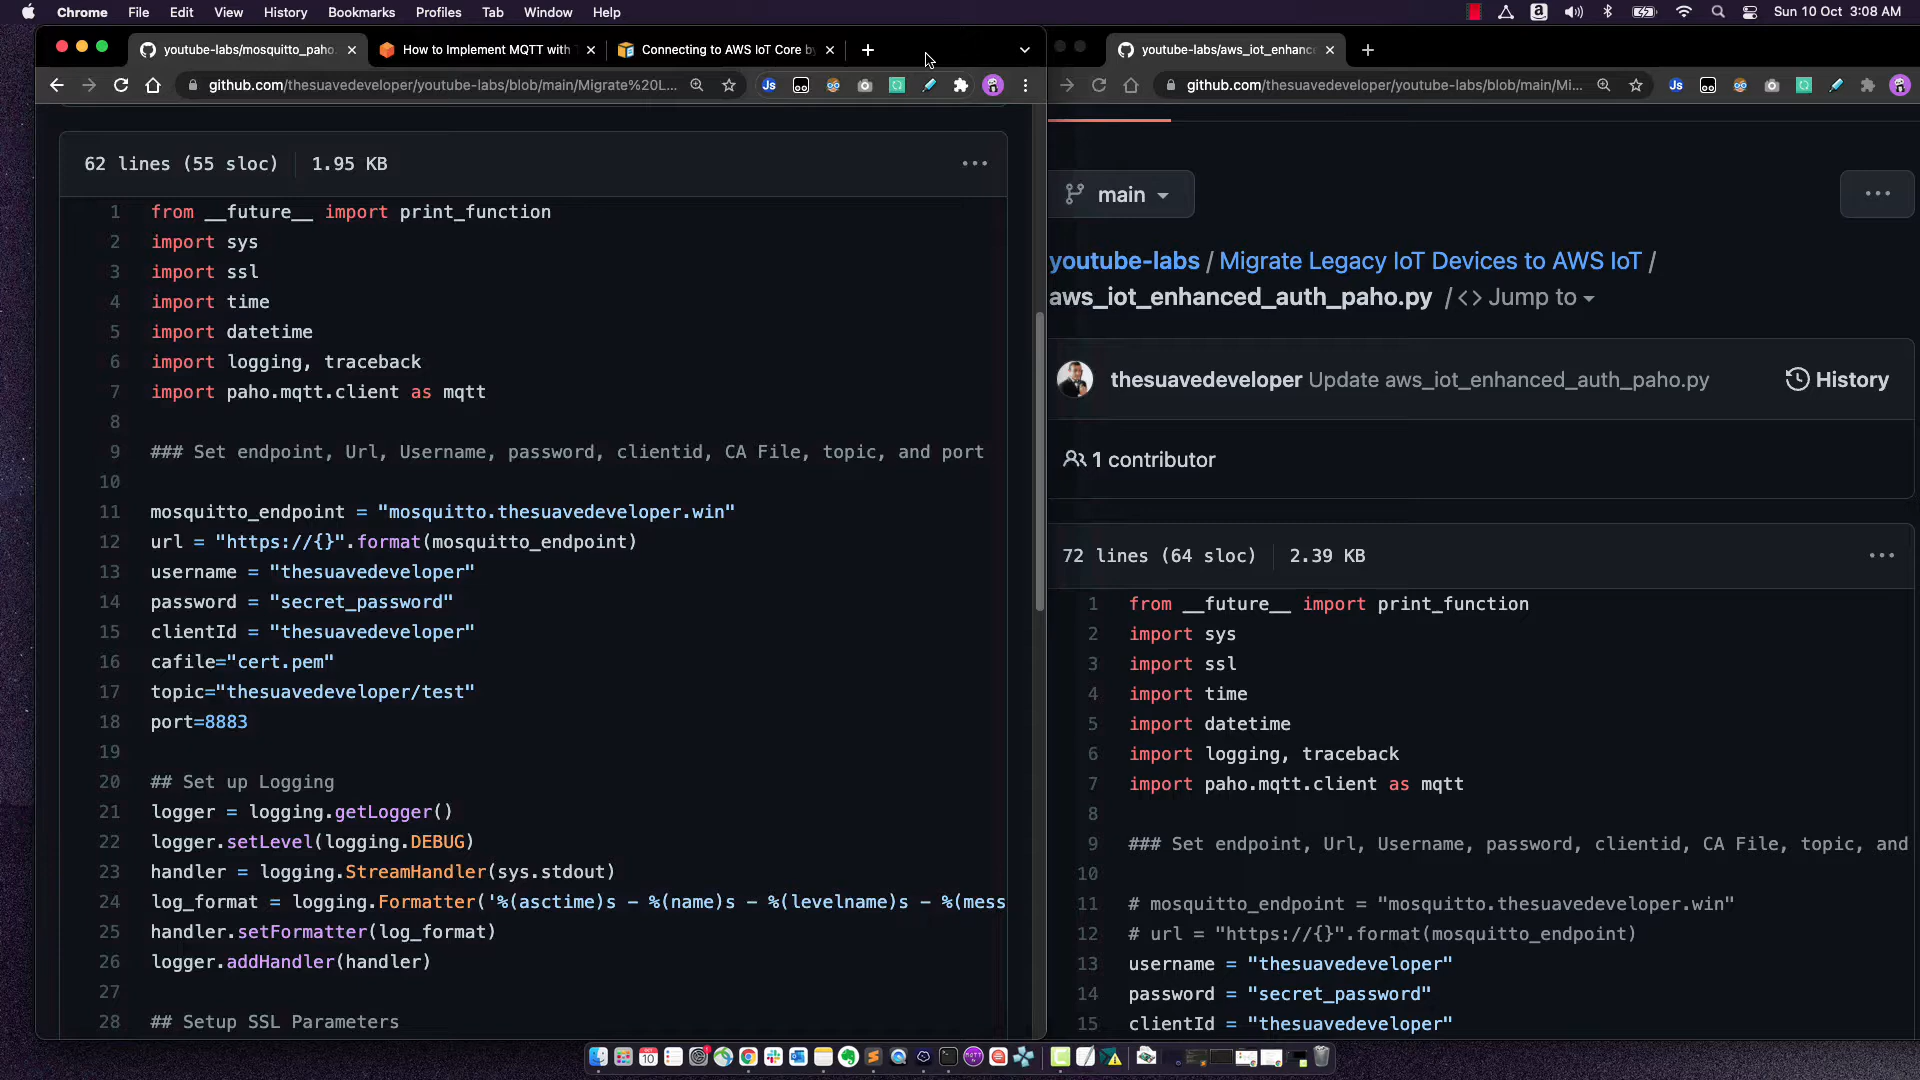 Chrome File Edit View History Bookmarks Profiles Tab Window Help
Sun 10 Oct 3:08 AM
youtube-labs/mosquitto_paho
How to Implement MQTT with
Connecting to AWS IoT Core by
github.com/thesuavedeveloper/youtube-labs/blob/main/Migrate%20L...
62 lines (55 sloc) 1.95 KB
1 from __future__ import print_function
2 import sys
3 import ssl
4 import time
5 import datetime
6 import logging, traceback
7 import paho.mqtt.client as mqtt
8
9 ### Set endpoint, Url, Username, password, clientid, CA File, topic, and port
10
11 mosquitto_endpoint = "mosquitto.thesuavedeveloper.win"
12 url = "https://{}".format(mosquitto_endpoint)
13 username = "thesuavedeveloper"
14 password = "secret_password"
15 clientId = "thesuavedeveloper"
16 cafile="cert.pem"
17 topic="thesuavedeveloper/test"
18 port=8883
19
20 ## Set up Logging
21 logger = logging.getLogger()
22 logger.setLevel(logging.DEBUG)
23 handler = logging.StreamHandler(sys.stdout)
24 log_format = logging.Formatter('%(asctime)s - %(name)s - %(levelname)s - %(mess
25 handler.setFormatter(log_format)
26 logger.addHandler(handler)
27
28 ## Setup SSL Parameters
youtube-labs/aws_iot_enhanc
github.com/thesuavedeveloper/youtube-labs/blob/main/Mi...
main
youtube-labs / Migrate Legacy IoT Devices to AWS IoT /
aws_iot_enhanced_auth_paho.py / <> Jump to
thesuavedeveloper Update aws_iot_enhanced_auth_paho.py
History
1 contributor
72 lines (64 sloc) 2.39 KB
1 from __future__ import print_function
2 import sys
3 import ssl
4 import time
5 import datetime
6 import logging, traceback
7 import paho.mqtt.client as mqtt
8
9 ### Set endpoint, Url, Username, password, clientid, CA File, topic, and
10
11 # mosquitto_endpoint = "mosquitto.thesuavedeveloper.win"
12 # url = "https://{}".format(mosquitto_endpoint)
13 username = "thesuavedeveloper"
14 password = "secret_password"
15 clientId = "thesuavedeveloper"